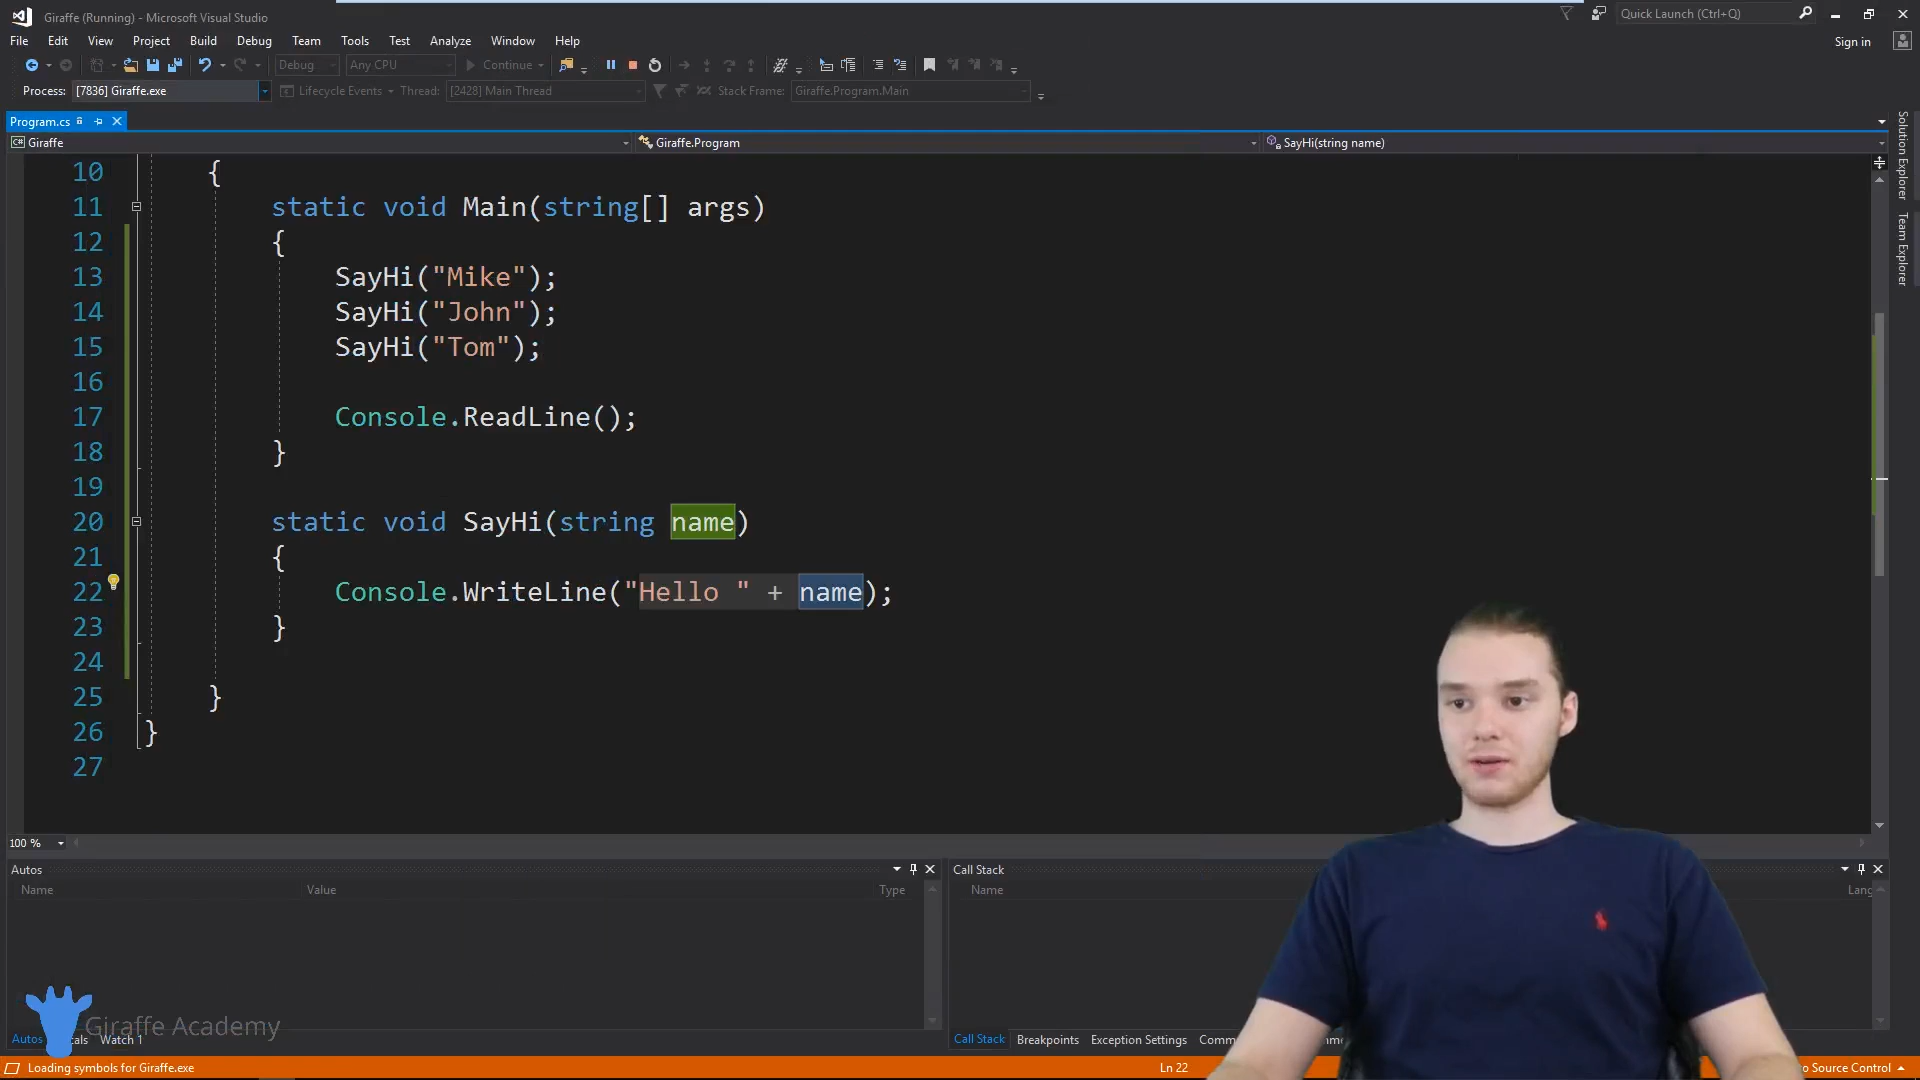 Giraffe (Running) - Microsoft Visual Studio
Quick Launch (Ctrl+Q)
File Edit View Project Build Debug Team Tools Test Analyze Window Help
Sign in
Debug Any CPU Continue
Process: [7836] Giraffe.exe Lifecycle Events Thread: [2428] Main Thread Stack Frame: Giraffe.Program.Main
Program.cs
Giraffe Giraffe.Program SayHi(string name)
Solution Explorer
Team Explorer
10 {
11 static void Main(string[] args)
12 {
13 SayHi("Mike");
14 SayHi("John");
15 SayHi("Tom");
16
17 Console.ReadLine();
18 }
19
20 static void SayHi(string name)
21 {
22 Console.WriteLine("Hello " + name);
23 }
24
25 }
26 }
27
100 %
Autos
Name Value Type
Call Stack
Name Lang
Giraffe Academy
Autos Watch 1
Call Stack Breakpoints Exception Settings
Loading symbols for Giraffe.exe
Ln 22
Source Control